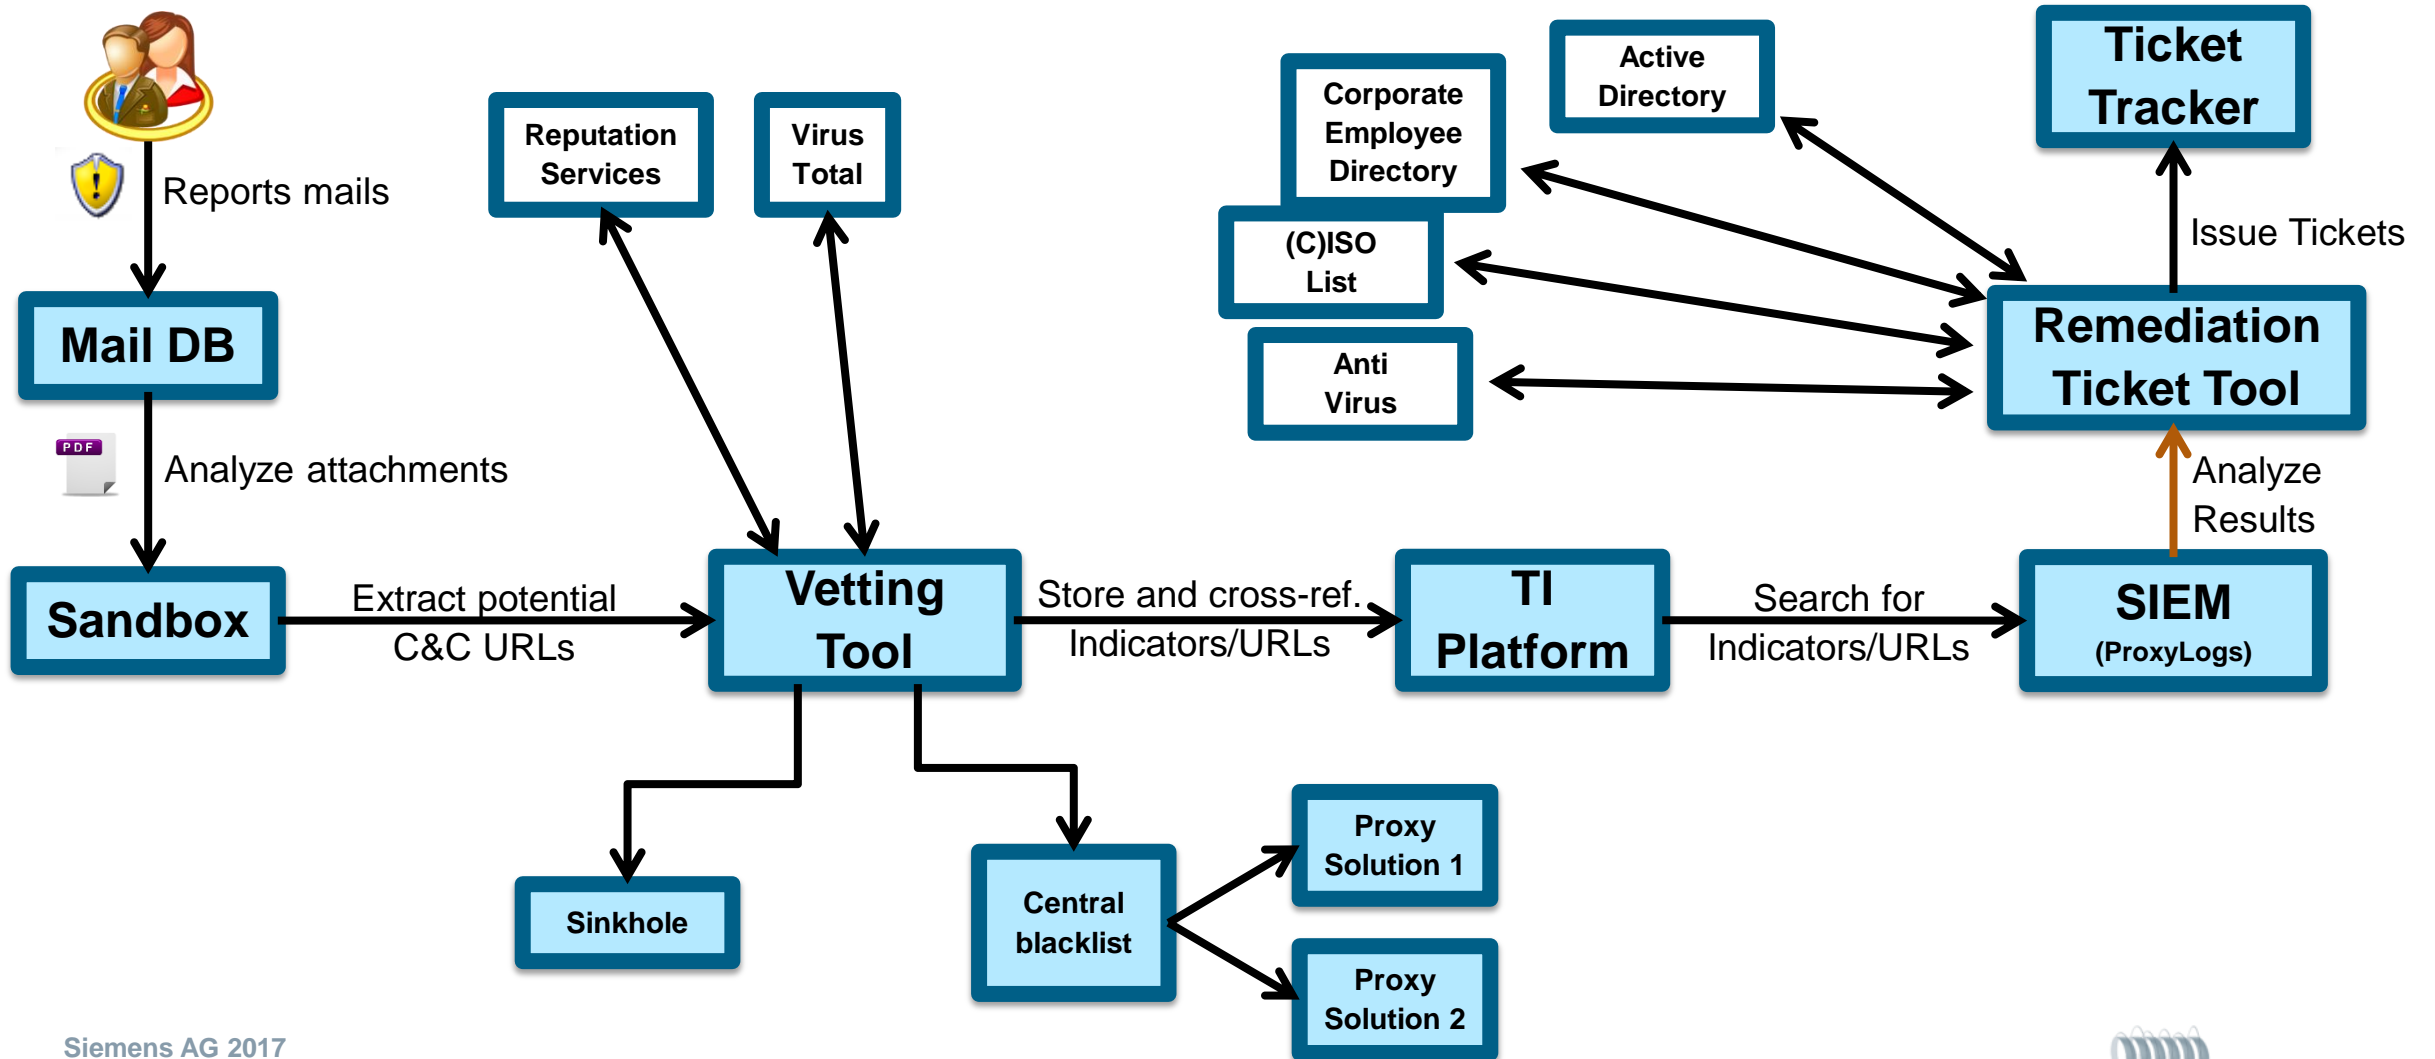 Reports mails
Mail DB
PDF
Analyze attachments
Sandbox
Extract potential
C&C URLs
Reputation
Services
Virus
Total
Vetting
Tool
Sinkhole
Central
blacklist
Proxy
Solution 1
Proxy
Solution 2
Store and cross-ref.
Indicators/URLs
TI
Platform
Search for
Indicators/URLs
SIEM
(ProxyLogs)
Analyze
Results
Remediation
Ticket Tool
Corporate
Employee
Directory
Active
Directory
(C)ISO
List
Anti
Virus
Issue Tickets
Ticket
Tracker
Siemens AG 2017